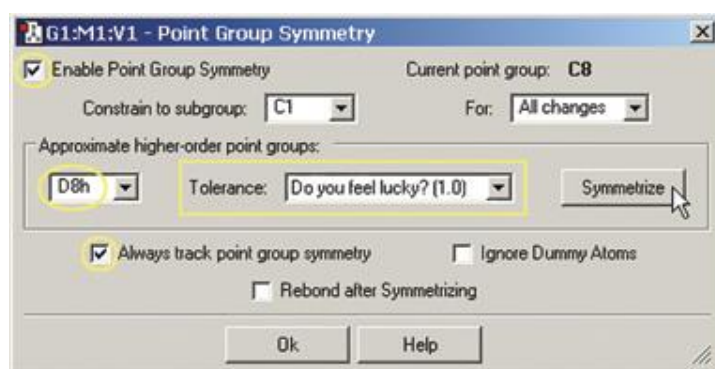 G1:M1:V1 - Point Group Symmetry
Enable Point Group Symmetry Current point group: C8
Constrain to subgroup: C1 For: All changes
Approximate higher-order point groups:
D8h Tolerance: Do you feel lucky? (1.0) Symmetrize
Always track point group symmetry Ignore Dummy Atoms
Rebond after Symmetrizing
Ok Help